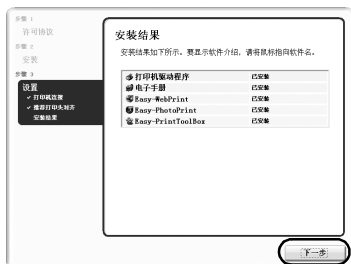 步骤 1
许可协议
步骤 2
安装
步骤 3
设置
✓ 打印机连接
✓ 推荐打印头对齐
安装结果
安装结果
安装结果如下所示。要显示软件介绍，请将鼠标指向软件名。
打印机驱动程序 已安装
电子手册 已安装
Easy-WebPrint 已安装
Easy-PhotoPrint 已安装
Easy-PrintToolBox 已安装
下一步